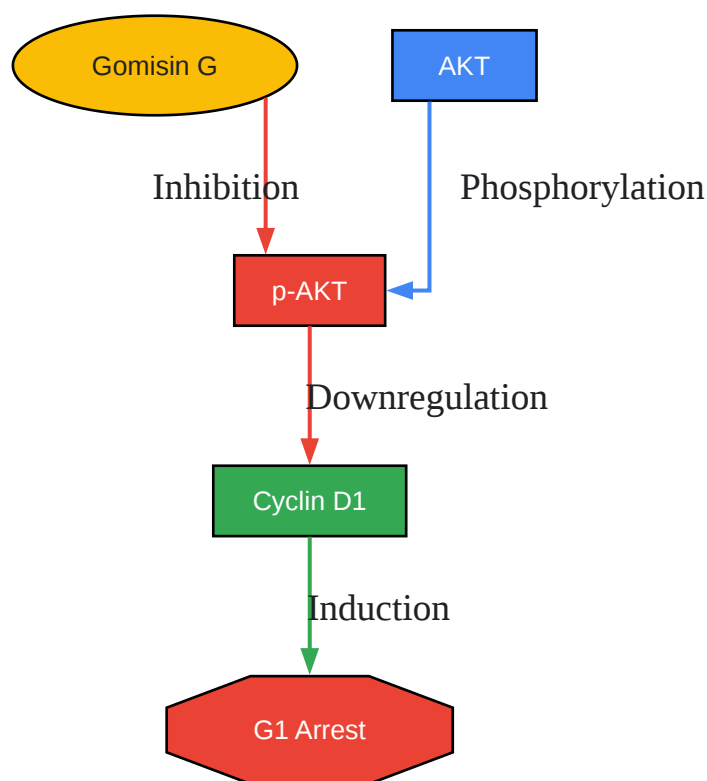 Gomisin G
AKT
Inhibition
Phosphorylation
p-AKT
Downregulation
Cyclin D1
Induction
G1 Arrest